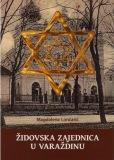 Magdalena Lončarić
ŽIDOVSKA ZAJEDNICA
U VARAŽDINU